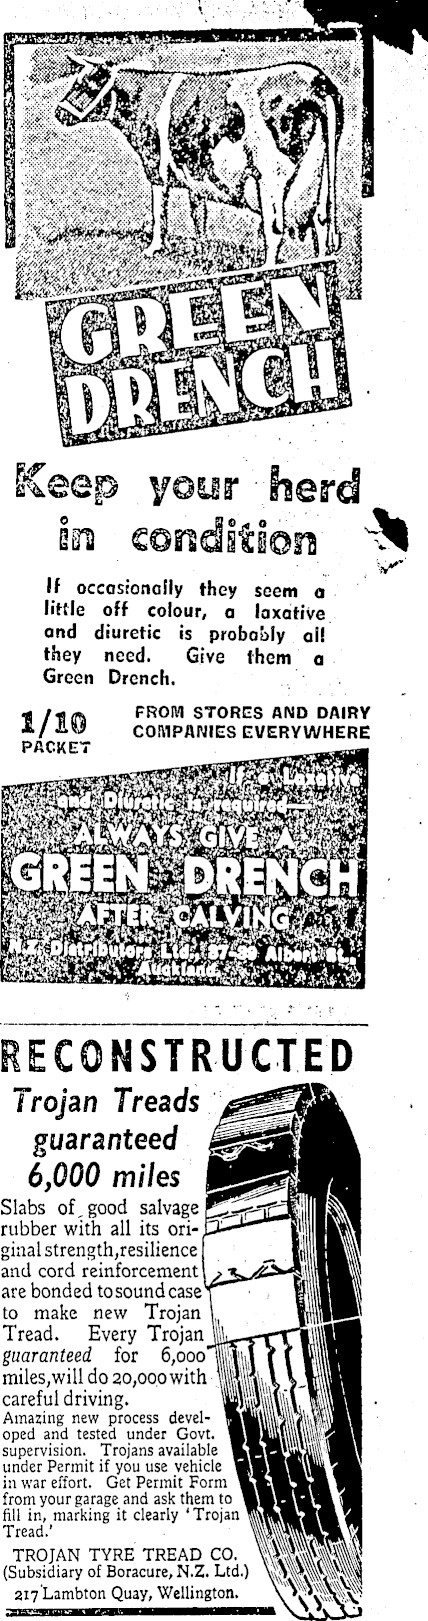 GREEN
DRENCH
Keep your herd
in condition
If occasionally they seem a
little off colour, a laxative
and diuretic is probably all
they need. Give them a
Green Drench.
1/10
PACKET
FROM STORES AND DAIRY
COMPANIES EVERYWHERE
If a Laxative
and Diuretic is required—
ALWAYS GIVE A
GREEN DRENCH
AFTER CALVING
N.Z. Distributors Ltd., Albert St.,
Auckland.
RECONSTRUCTED
Trojan Treads
guaranteed
6,000 miles
Slabs of good salvage
rubber with all its ori-
ginal strength, resilience
and cord reinforcement
are bonded to sound case
to make new Trojan
Tread. Every Trojan
guaranteed for 6,000
miles, will do 20,000 with
careful driving.
Amazing new process devel-
oped and tested under Govt.
supervision. Trojans available
under Permit if you use vehicle
in war effort. Get Permit Form
from your garage and ask them to
fill in, marking it clearly 'Trojan
Tread.'
TROJAN TYRE TREAD CO.
(Subsidiary of Boracure, N.Z. Ltd.)
217 Lambton Quay, Wellington.